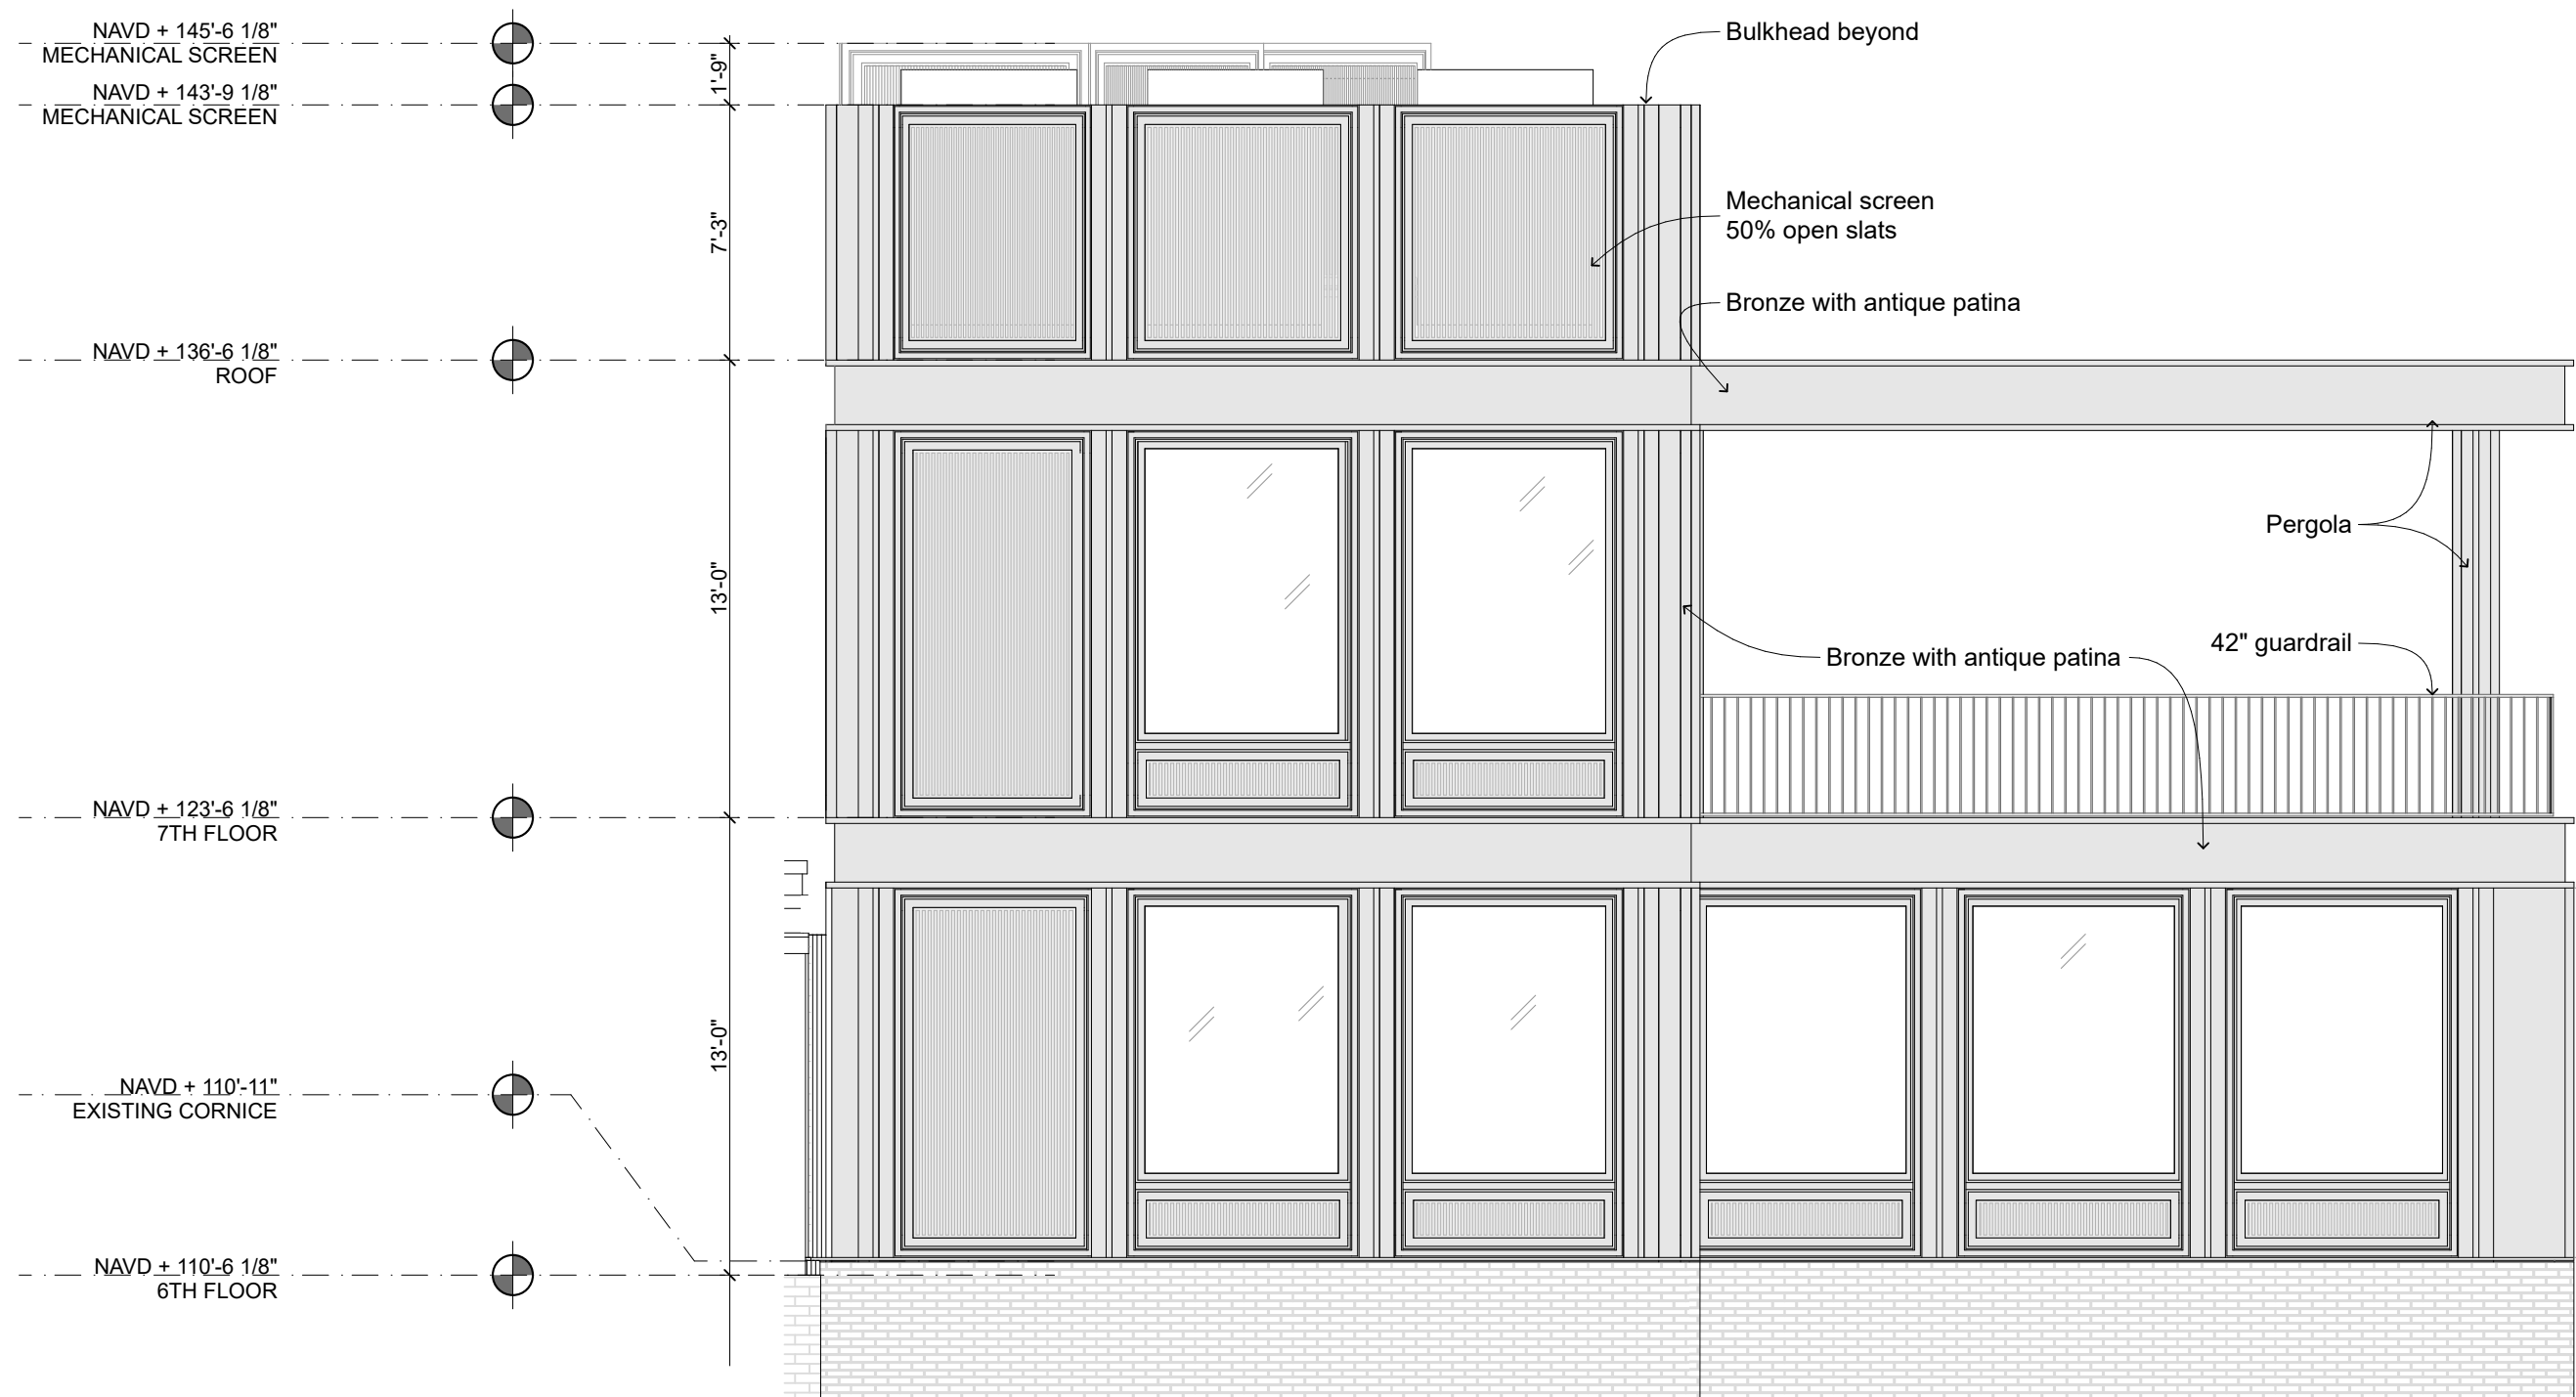 NAVD + 145'-6 1/8"
MECHANICAL SCREEN
NAVD + 143'-9 1/8"
MECHANICAL SCREEN
NAVD + 136'-6 1/8"
ROOF
NAVD + 123'-6 1/8"
7TH FLOOR
NAVD + 110'-11"
EXISTING CORNICE
NAVD + 110'-6 1/8"
6TH FLOOR
1'-9"
7'-3"
13'-0"
13'-0"
Bulkhead beyond
Mechanical screen
50% open slats
Bronze with antique patina
Pergola
42" guardrail
Bronze with antique patina